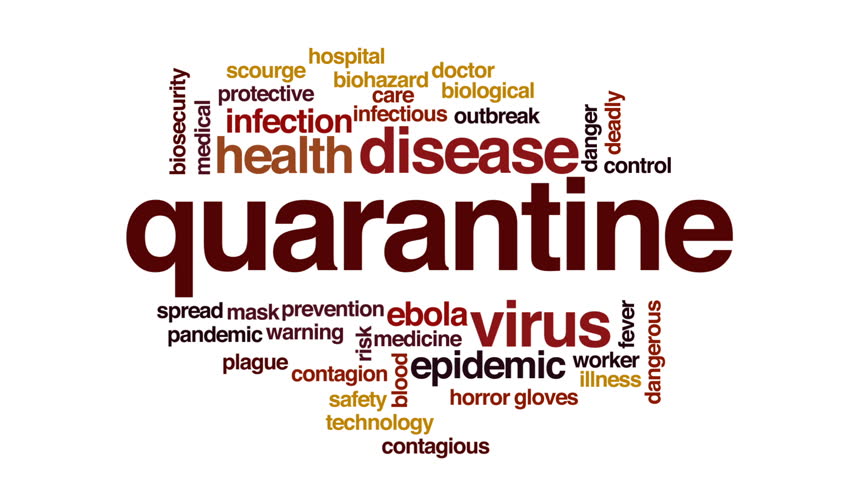 hospital
scourge
biohazard
doctor
biosecurity
medical
protective
care
biological
infection
infectious
outbreak
danger
deadly
health
disease
control
quarantine
spread
mask
prevention
ebola
virus
fever
dangerous
pandemic
warning
risk
medicine
plague
contagion
blood
epidemic
worker
illness
safety
horror
gloves
technology
contagious